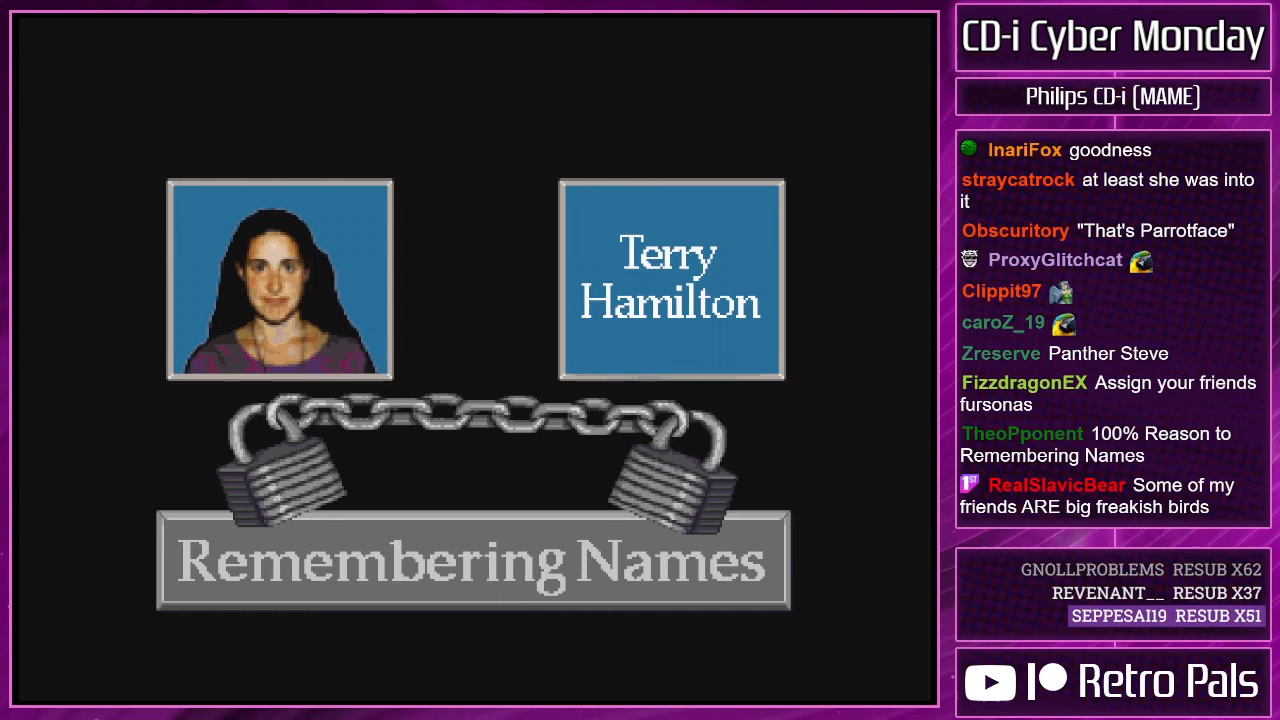 Terry
Hamilton
Remembering Names
CD-i Cyber Monday
Philips CD-i [MAME]
InariFox goodness
straycatrock at least she was into
it
Obscuritory "That's Parrotface"
ProxyGlitchcat
Clippit97
caroZ_19
Zreserve Panther Steve
FizzdragonEX Assign your friends
fursonas
TheoPponent 100% Reason to
Remembering Names
1ST RealSlavicBear Some of my
friends ARE big freakish birds
GNOLLPROBLEMS RESUB X62
REVENANT__ RESUB X37
SEPPESAI19 RESUB X51
Retro Pals